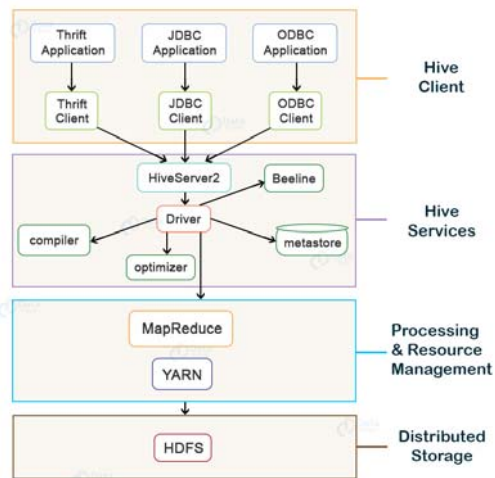 Thrift
Application
JDBC
Application
ODBC
Application
Thrift
Client
JDBC
Client
ODBC
Client
Hive
Client
HiveServer2
Beeline
Driver
compiler
metastore
optimizer
Hive
Services
MapReduce
YARN
Processing
& Resource
Management
HDFS
Distributed
Storage